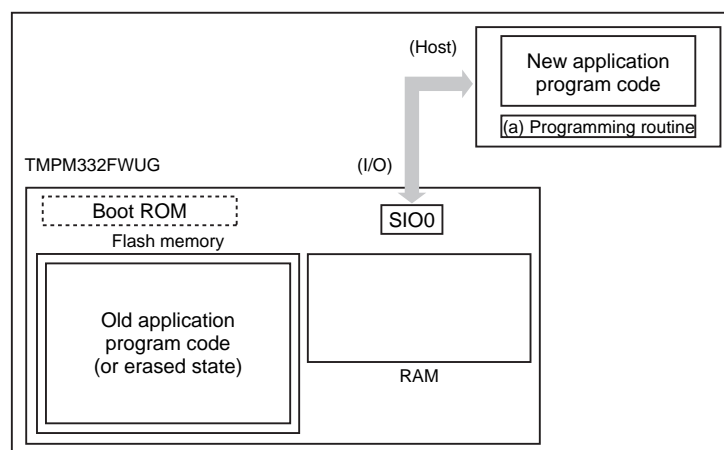 (Host)
New application
program code
(a) Programming routine
TMPM332FWUG
(I/O)
Boot ROM
SIO0
Flash memory
Old application
program code
(or erased state)
RAM